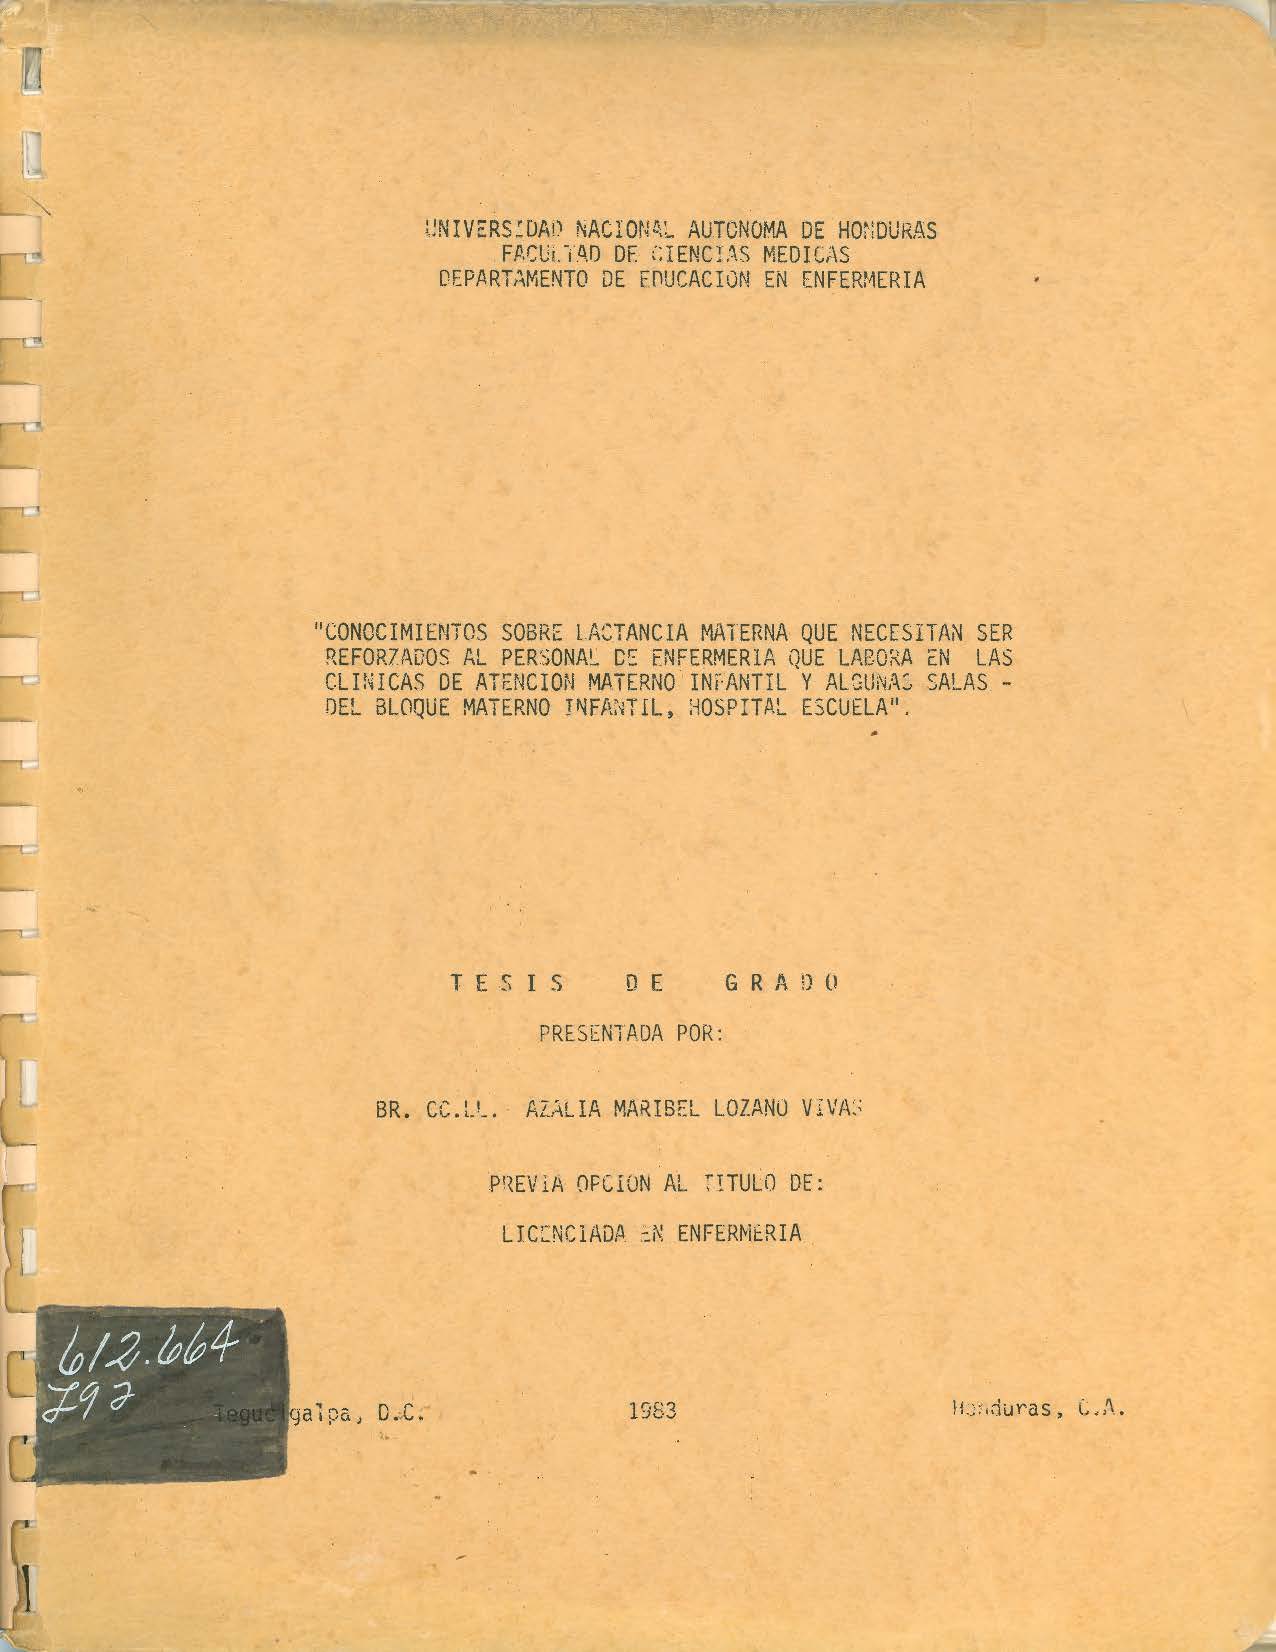 UNIVERSIDAD NACIONAL AUTONOMA DE HONDURAS
FACULTAD DE CIENCIAS MEDICAS
DEPARTAMENTO DE EDUCACION EN ENFERMERIA
"CONOCIMIENTOS SOBRE LACTANCIA MATERNA QUE NECESITAN SER
REFORZADOS AL PERSONAL DE ENFERMERIA QUE LABORA EN LAS
CLINICAS DE ATENCION MATERNO INFANTIL Y ALGUNAS SALAS -
DEL BLOQUE MATERNO INFANTIL, HOSPITAL ESCUELA".
T E S I S D E G R A D O
PRESENTADA POR:
BR. CC.LL. AZALIA MARIBEL LOZANO VIVAS
PREVIA OPCION AL TITULO DE:
LICENCIADA EN ENFERMERIA
612.664
Tegucigalpa, D.C. 1983 Honduras, C.A.